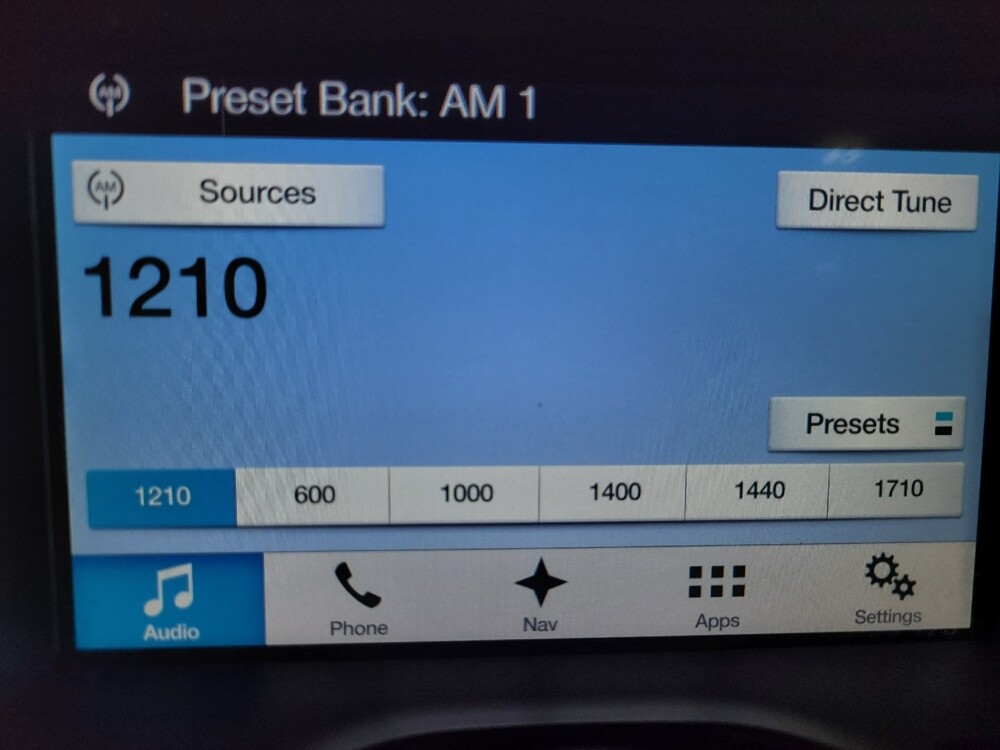 AM Preset Bank: AM 1
AM Sources Direct Tune
1210
Presets
1210 600 1000 1400 1440 1710
Audio Phone Nav Apps Settings